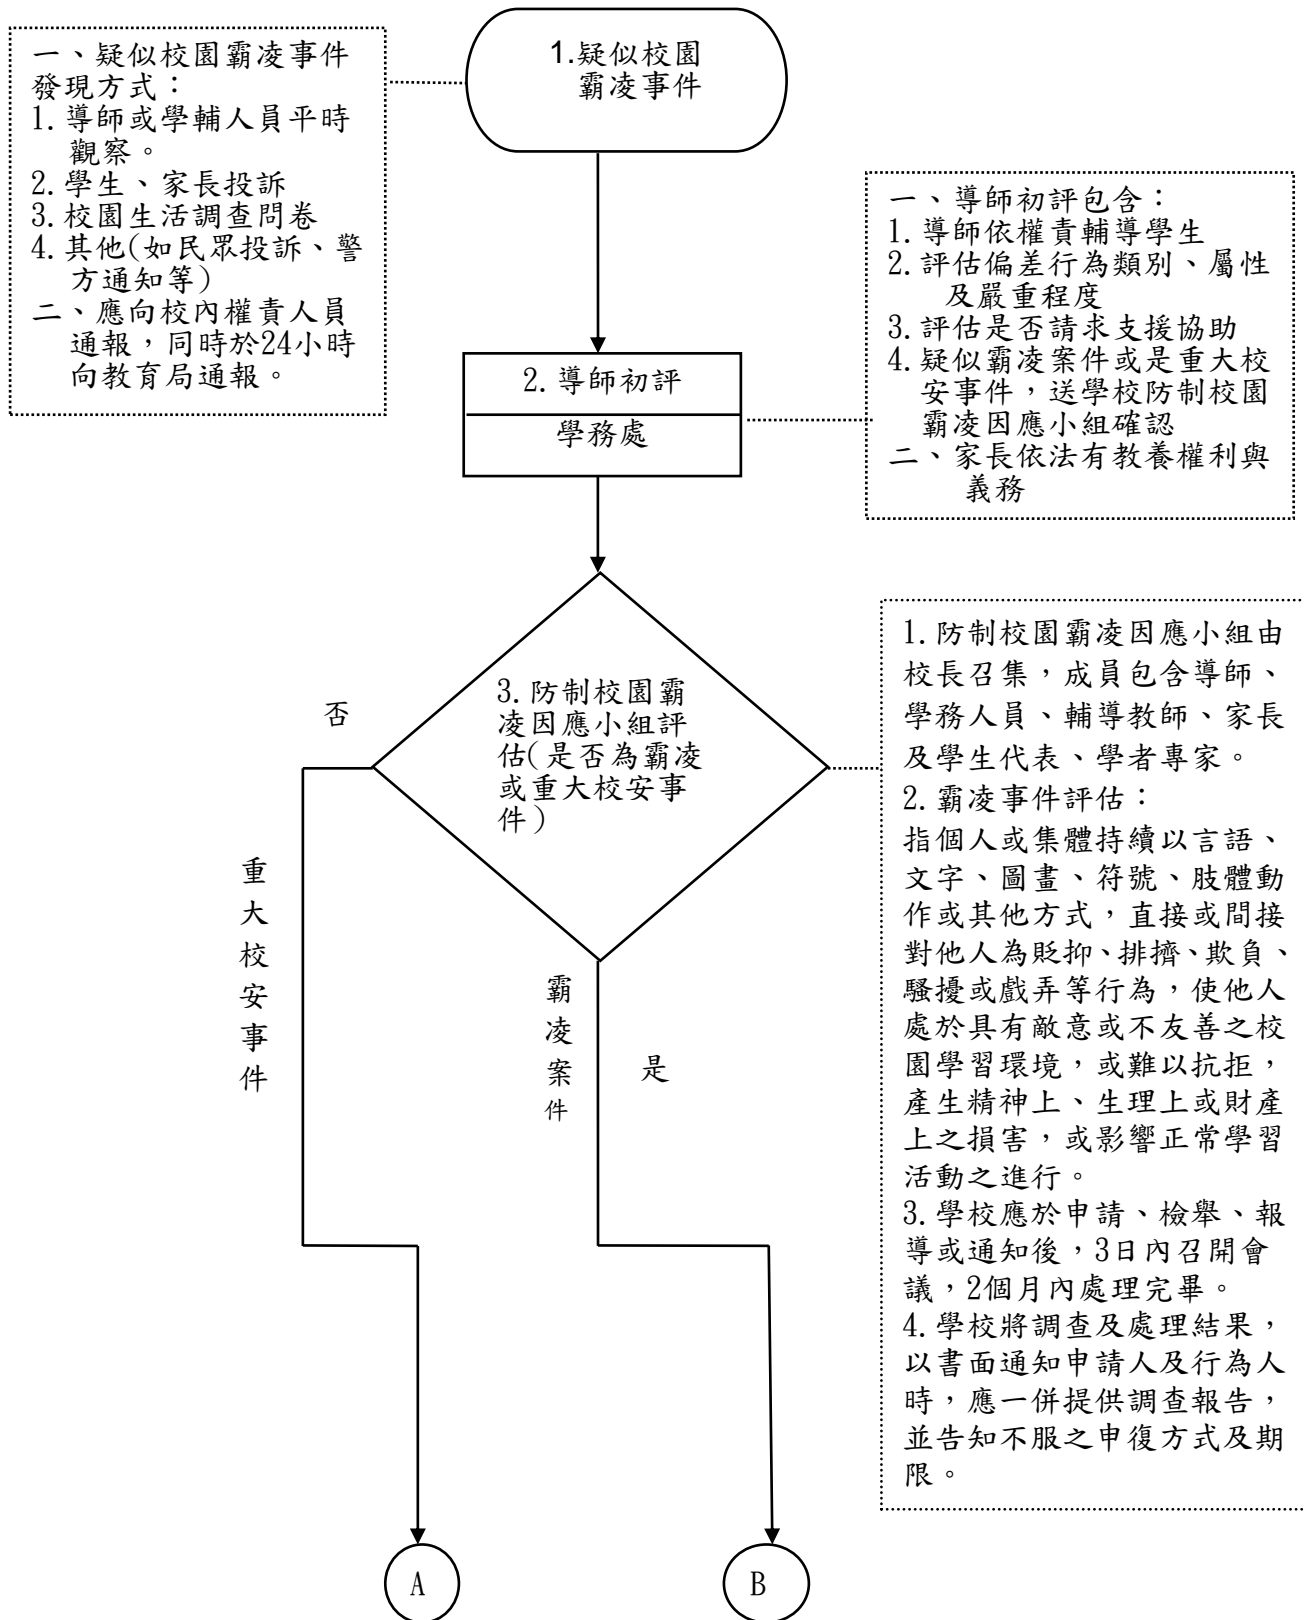 1.疑似校園
霸凌事件
一、疑似校園霸凌事件
發現方式：
1.導師或學輔人員平時
觀察。
2.學生、家長投訴
3.校園生活調查問卷
4.其他(如民眾投訴、警
方通知等)
二、應向校內權責人員
通報，同時於24小時
向教育局通報。
一、導師初評包含：
1.導師依權責輔導學生
2.評估偏差行為類別、屬性
及嚴重程度
3.評估是否請求支援協助
4.疑似霸凌案件或是重大校
安事件，送學校防制校園
霸凌因應小組確認
二、家長依法有教養權利與
義務
2.導師初評
學務處
3.防制校園霸
凌因應小組評
估(是否為霸凌
或重大校安事
件)
否
重大校安事件
霸凌案件
是
1.防制校園霸凌因應小組由
校長召集，成員包含導師、
學務人員、輔導教師、家長
及學生代表、學者專家。
2.霸凌事件評估：
指個人或集體持續以言語、
文字、圖畫、符號、肢體動
作或其他方式，直接或間接
對他人為貶抑、排擠、欺負、
騷擾或戲弄等行為，使他人
處於具有敵意或不友善之校
園學習環境，或難以抗拒，
產生精神上、生理上或財產
上之損害，或影響正常學習
活動之進行。
3.學校應於申請、檢舉、報
導或通知後，3日內召開會
議，2個月內處理完畢。
4.學校將調查及處理結果，
以書面通知申請人及行為人
時，應一併提供調查報告，
並告知不服之申復方式及期
限。
A
B